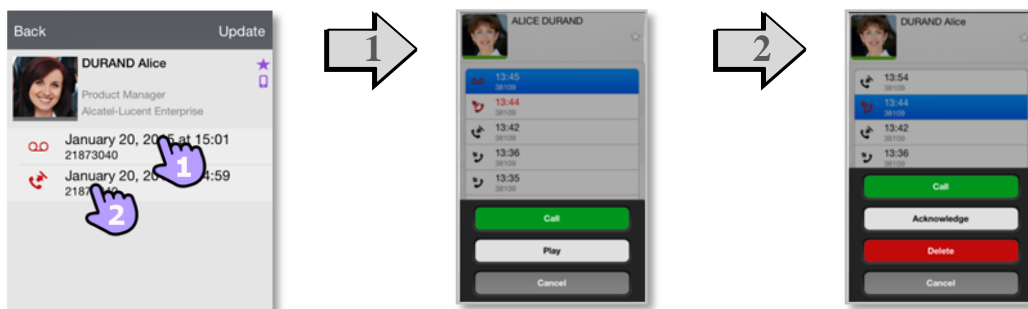 Back Update
DURAND Alice
Product Manager
Alcatel-Lucent Enterprise
January 20, 2015 at 15:01
21873040
January 20, 20 4:59
218 40
1
2
1
ALICE DURAND
13:45
38109
13:44
38109
13:42
38109
13:36
38109
13:35
38109
Call
Play
Cancel
2
DURAND Alice
13:54
38109
13:44
38109
13:42
38109
13:36
38109
Call
Acknowledge
Delete
Cancel